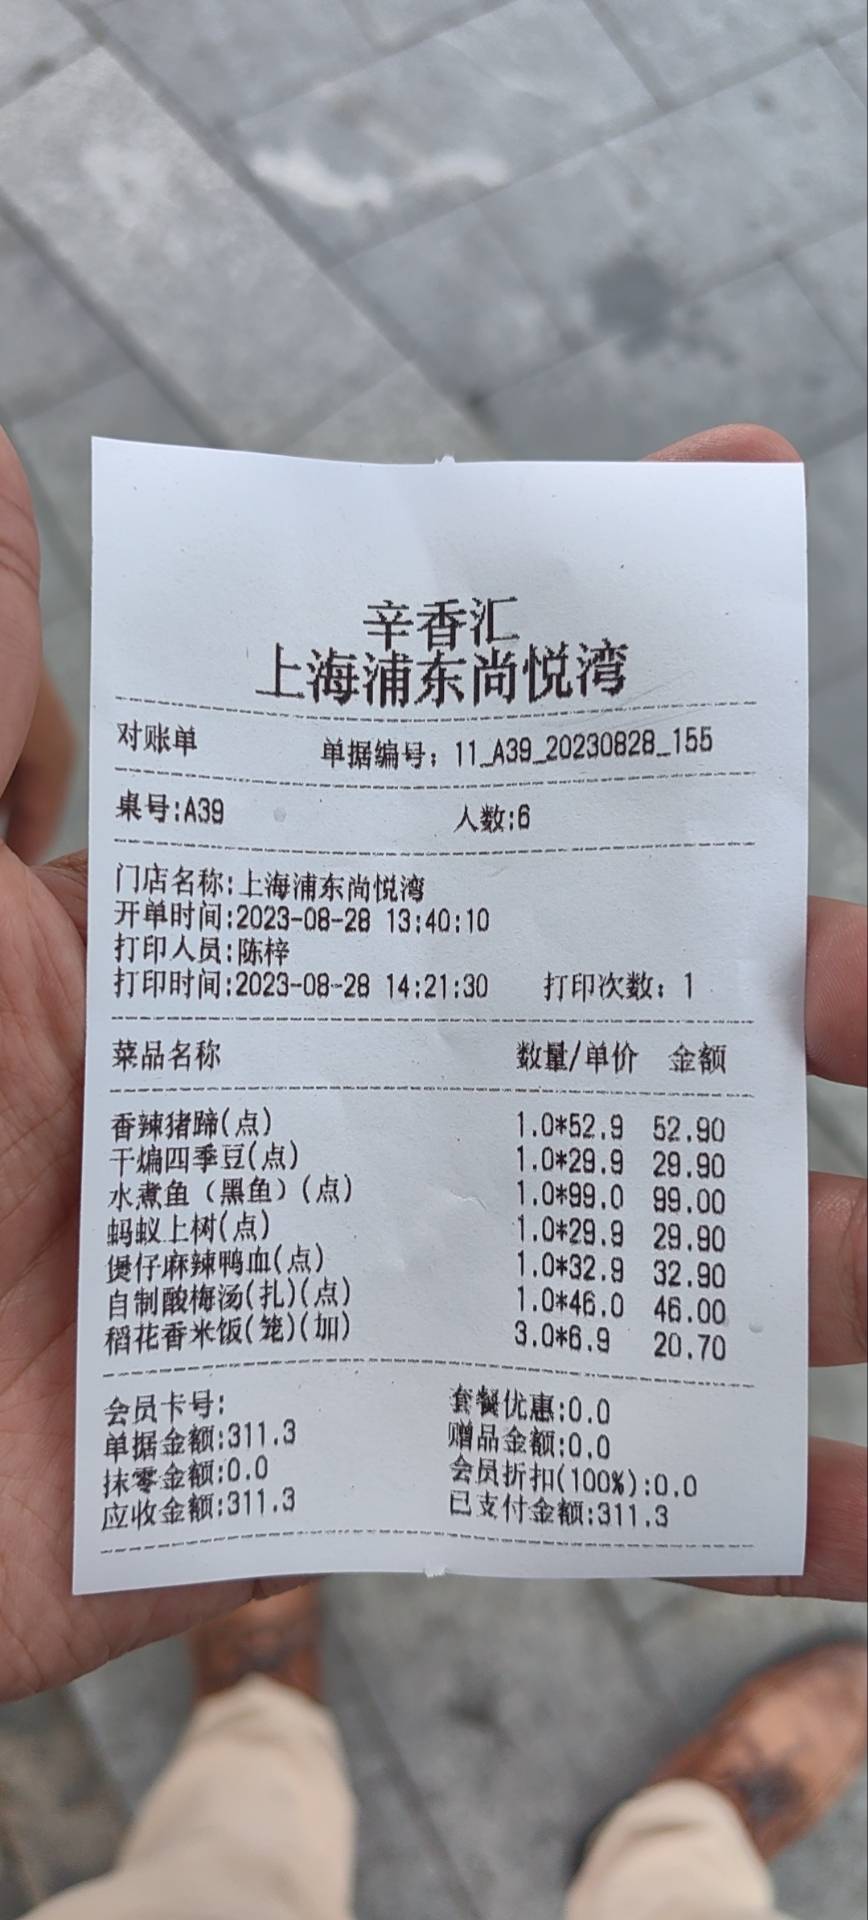 辛香汇
上海浦东尚悦湾
对账单 单据编号：11_A39_20230828_155
桌号:A39 人数:6
门店名称:上海浦东尚悦湾
开单时间:2023-08-28 13:40:10
打印人员:陈梓
打印时间:2023-08-28 14:21:30 打印次数：1
菜品名称 数量/单价 金额
香辣猪蹄(点) 1.0*52.9 52.90
干煸四季豆(点) 1.0*29.9 29.90
水煮鱼（黑鱼）(点) 1.0*99.0 99.00
蚂蚁上树(点) 1.0*29.9 29.90
煲仔麻辣鸭血(点) 1.0*32.9 32.90
自制酸梅汤(扎)(点) 1.0*46.0 46.00
稻花香米饭(笼)(加) 3.0*6.9 20.70
会员卡号: 套餐优惠:0.0
单据金额:311.3 赠品金额:0.0
抹零金额:0.0 会员折扣(100%):0.0
应收金额:311.3 已支付金额:311.3